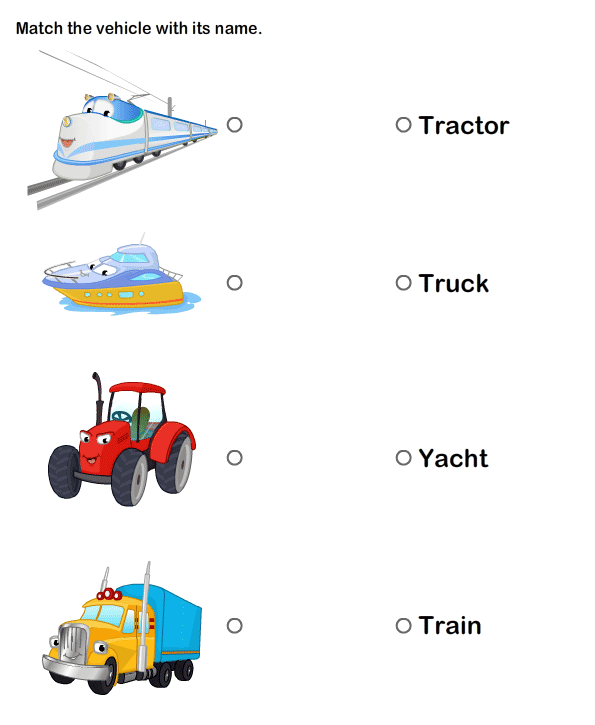 Match the vehicle with its name.
Tractor
Truck
Yacht
Train